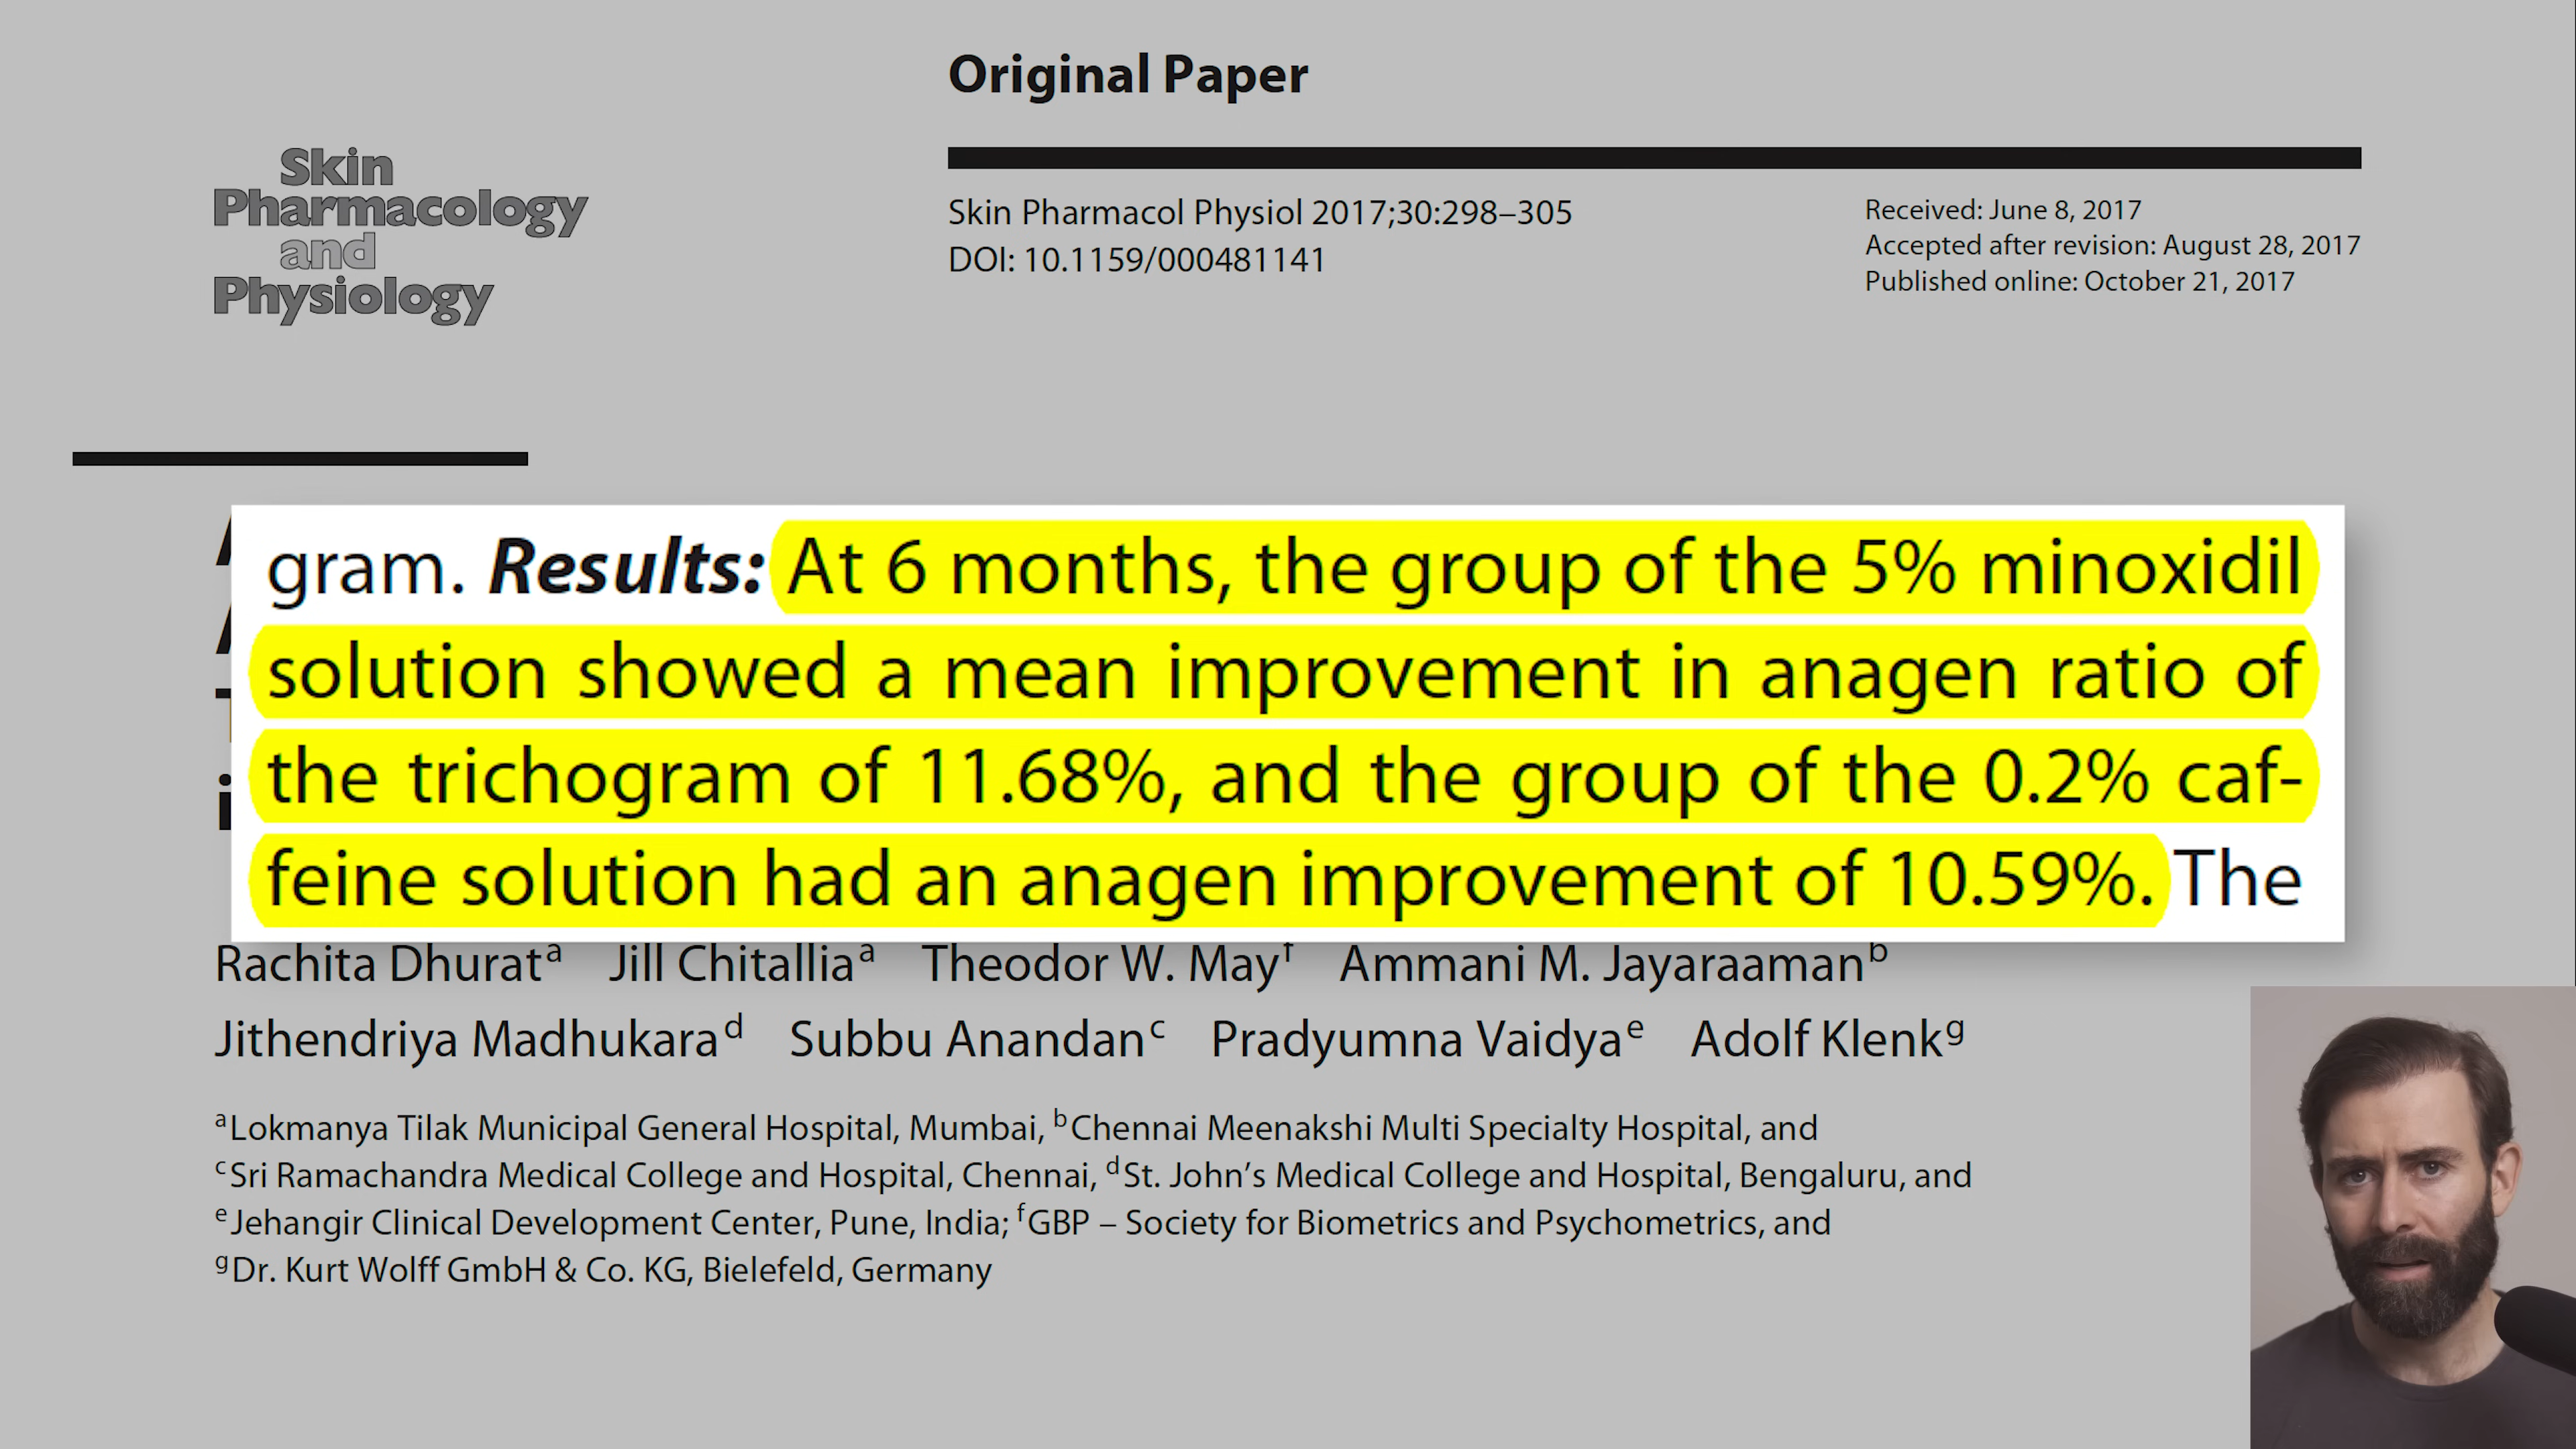 Original Paper
Skin
Pharmacology
and
Physiology
Skin Pharmacol Physiol 2017;30:298–305
DOI: 10.1159/000481141
Received: June 8, 2017
Accepted after revision: August 28, 2017
Published online: October 21, 2017
gram. Results: At 6 months, the group of the 5% minoxidil
solution showed a mean improvement in anagen ratio of
the trichogram of 11.68%, and the group of the 0.2% caf-
feine solution had an anagen improvement of 10.59%. The
Rachita Dhurat a Jill Chitallia a Theodor W. May f Ammani M. Jayaraaman b
Jithendriya Madhukara d Subbu Anandan c Pradyumna Vaidya e Adolf Klenk g
a Lokmanya Tilak Municipal General Hospital, Mumbai, b Chennai Meenakshi Multi Specialty Hospital, and
c Sri Ramachandra Medical College and Hospital, Chennai, d St. John’s Medical College and Hospital, Bengaluru, and
e Jehangir Clinical Development Center, Pune, India; f GBP – Society for Biometrics and Psychometrics, and
g Dr. Kurt Wolff GmbH & Co. KG, Bielefeld, Germany